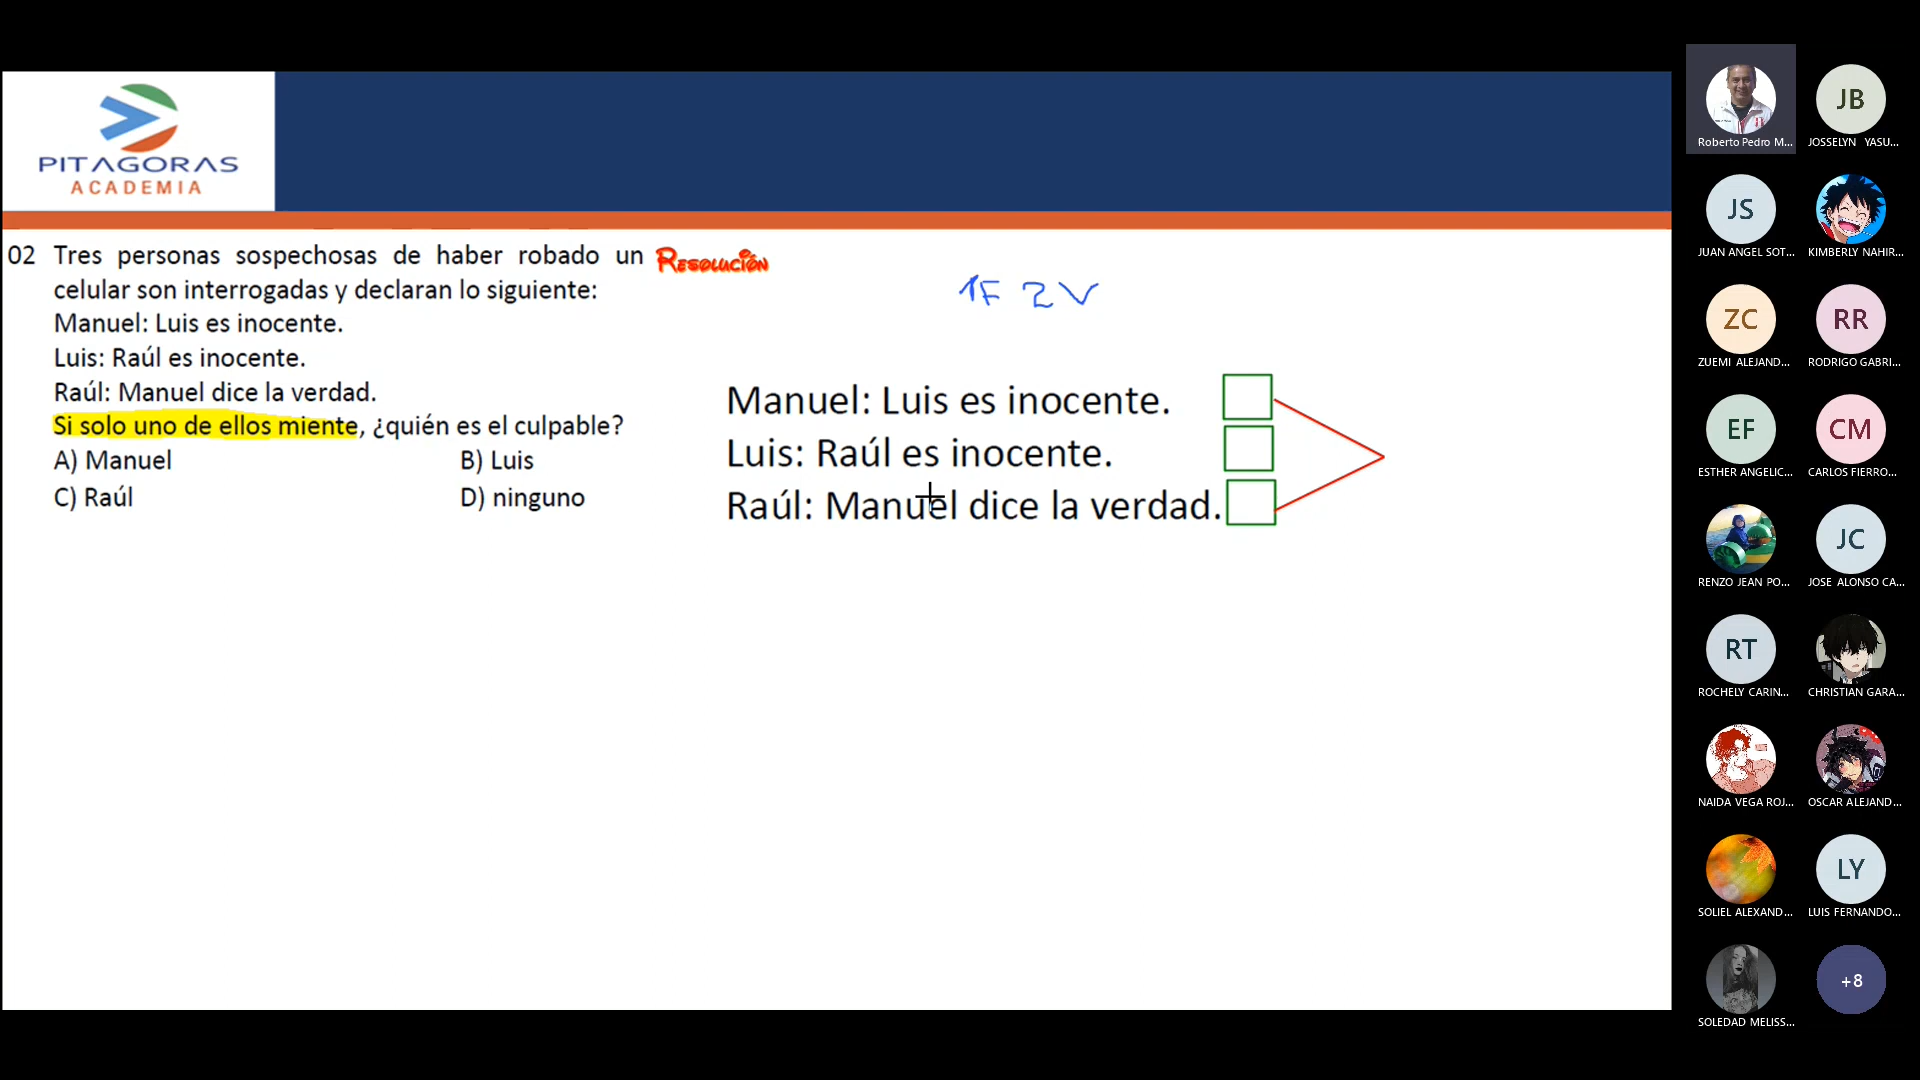 PITAGORAS
ACADEMIA
02 Tres personas sospechosas de haber robado un
celular son interrogadas y declaran lo siguiente:
Manuel: Luis es inocente.
Luis: Raúl es inocente.
Raúl: Manuel dice la verdad.
Si solo uno de ellos miente, ¿quién es el culpable?
A) Manuel
B) Luis
C) Raúl
D) ninguno
RESOLUCIÓN
1F 2V
Manuel: Luis es inocente.
Luis: Raúl es inocente.
Raúl: Manuel dice la verdad.
Roberto Pedro M...
JB
JOSSELYN YASU...
JS
JUAN ANGEL SOT...
KIMBERLY NAHIR...
ZC
ZUEMI ALEJAND...
RR
RODRIGO GABRI...
EF
ESTHER ANGELIC...
CM
CARLOS FIERRO...
RENZO JEAN PO...
JC
JOSE ALONSO CA...
RT
ROCHELY CARIN...
CHRISTIAN GARA...
NAIDA VEGA ROJ...
OSCAR ALEJAND...
SOLIEL ALEXAND...
LY
LUIS FERNANDO...
SOLEDAD MELISS...
+8